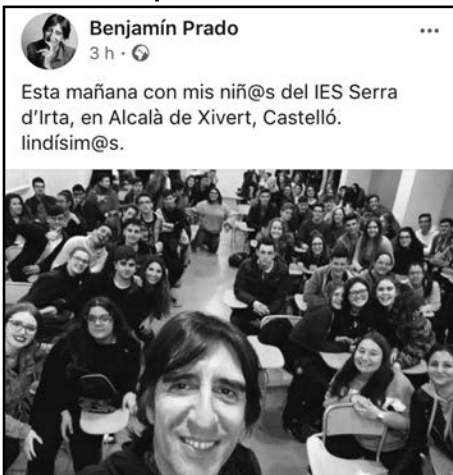 Benjamín Prado
3 h ·
Esta mañana con mis niñ@s del IES Serra
d'Irta, en Alcalà de Xivert, Castelló.
lindísim@s.